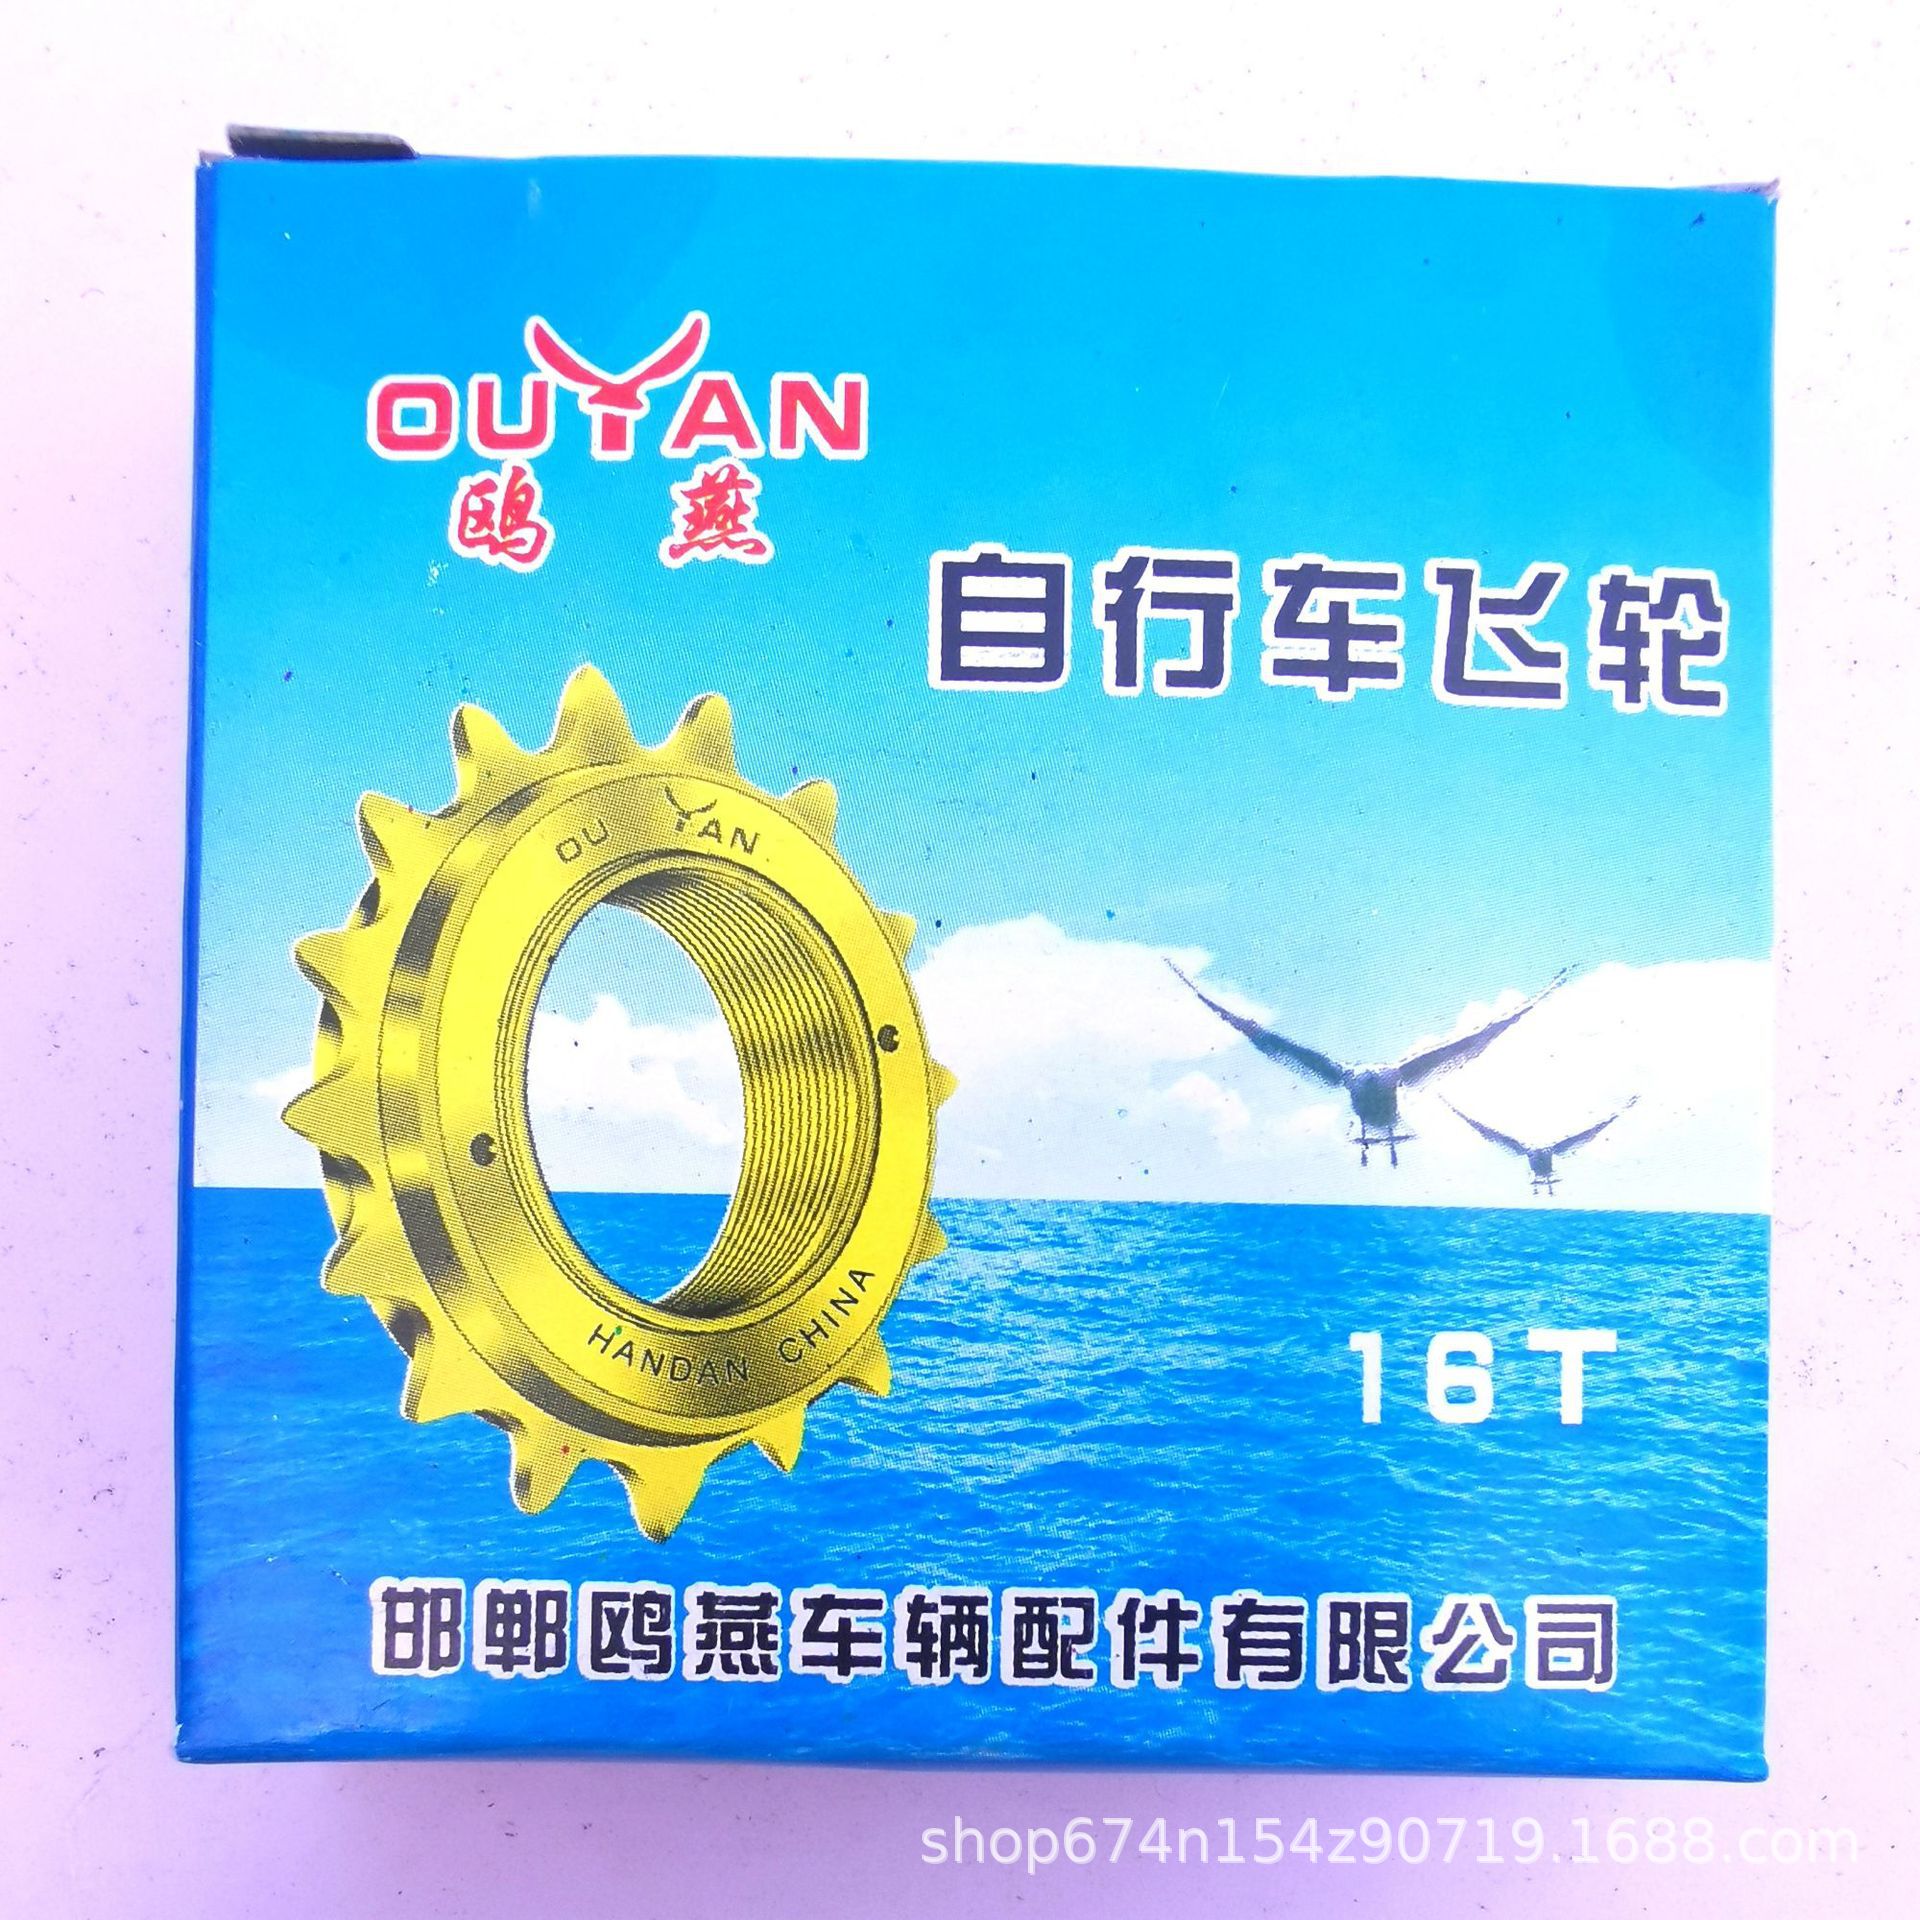 OUYAN
鸥燕
自行车飞轮
OU YAN
HANDAN CHINA
16T
邯郸鸥燕车辆配件有限公司
shop674n154z90719.1688.com